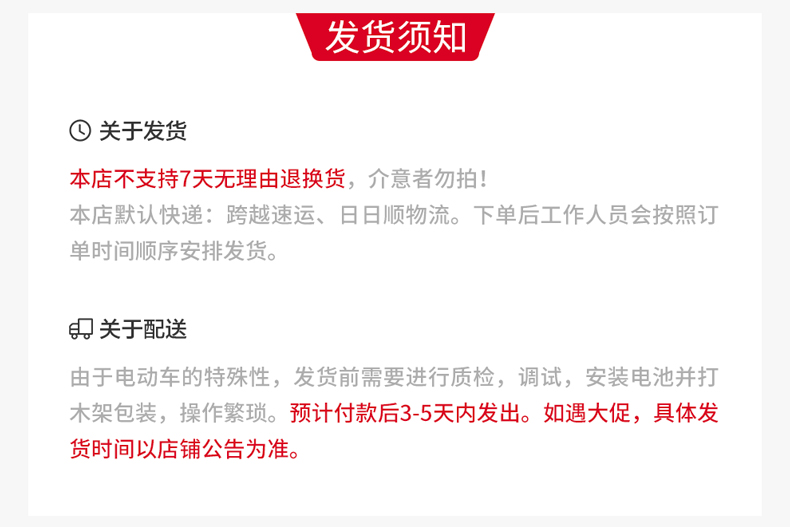 发货须知
关于发货
本店不支持7天无理由退换货，介意者勿拍！
本店默认快递：跨越速运、日日顺物流。下单后工作人员会按照订
单时间顺序安排发货。
关于配送
由于电动车的特殊性，发货前需要进行质检，调试，安装电池并打
木架包装，操作繁琐。预计付款后3-5天内发出。如遇大促，具体发
货时间以店铺公告为准。